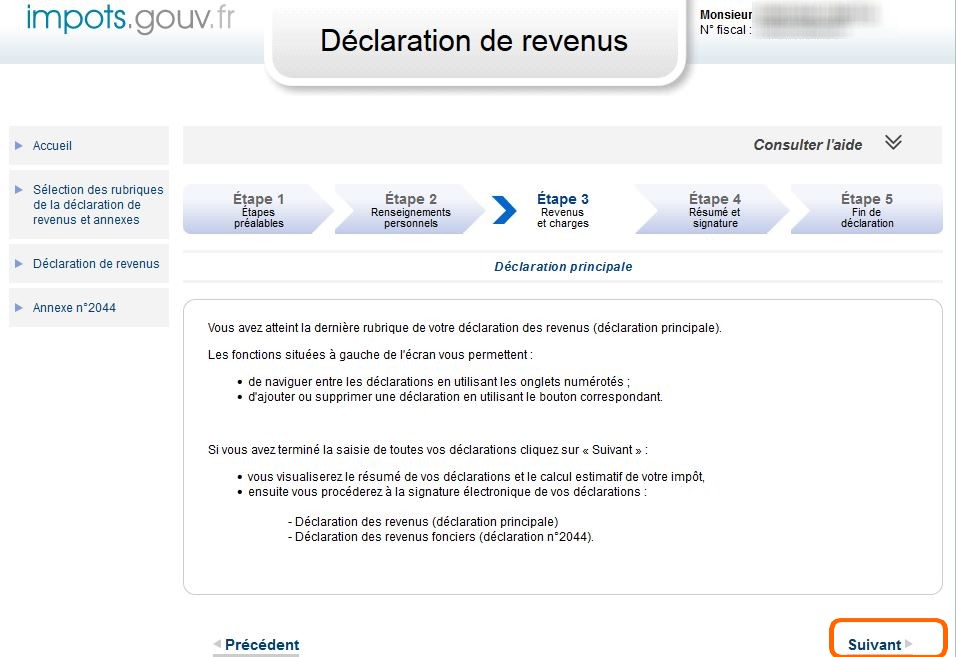 impots.gouv.fr
Déclaration de revenus
Monsieur
N° fiscal :
Accueil
Sélection des rubriques
de la déclaration de
revenus et annexes
Déclaration de revenus
Annexe n°2044
Consulter l'aide
Étape 1
Étapes
préalables
Étape 2
Renseignements
personnels
Étape 3
Revenus
et charges
Étape 4
Résumé et
signature
Étape 5
Fin de
déclaration
Déclaration principale
Vous avez atteint la dernière rubrique de votre déclaration des revenus (déclaration principale).
Les fonctions situées à gauche de l'écran vous permettent :
• de naviguer entre les déclarations en utilisant les onglets numérotés ;
• d'ajouter ou supprimer une déclaration en utilisant le bouton correspondant.
Si vous avez terminé la saisie de toutes vos déclarations cliquez sur « Suivant » :
• vous visualiserez le résumé de vos déclarations et le calcul estimatif de votre impôt,
• ensuite vous procéderez à la signature électronique de vos déclarations :
- Déclaration des revenus (déclaration principale)
- Déclaration des revenus fonciers (déclaration n°2044).
Précédent
Suivant